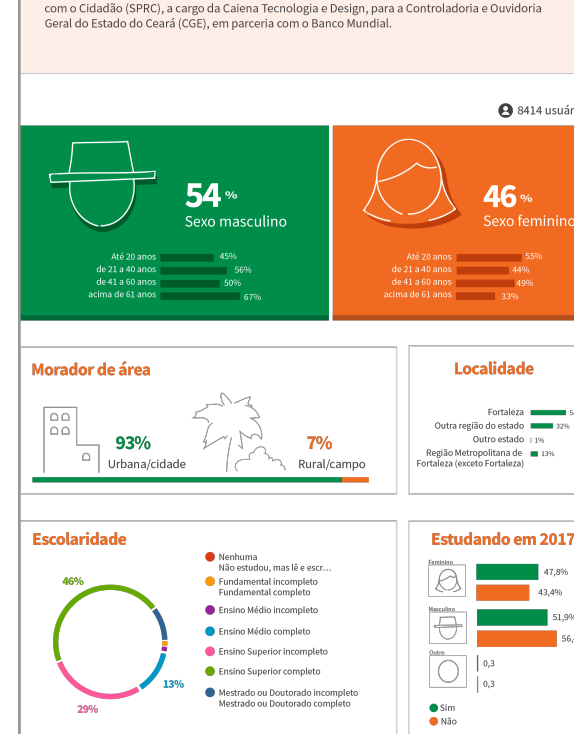 com o Cidadão (SPRC), a cargo da Caiena Tecnologia e Design, para a Controladoria e Ouvidoria
Geral do Estado do Ceará (CGE), em parceria com o Banco Mundial.
8414 usuár
54 %
Sexo masculino
Até 20 anos 45%
de 21 a 40 anos 56%
de 41 a 60 anos 50%
acima de 61 anos 67%
46 %
Sexo feminino
Até 20 anos 55%
de 21 a 40 anos 44%
de 41 a 60 anos 49%
acima de 61 anos 33%
Morador de área
93%
Urbana/cidade
7%
Rural/campo
Localidade
Fortaleza 5
Outra região do estado 32%
Outro estado 1%
Região Metropolitana de 13%
Fortaleza (exceto Fortaleza)
Escolaridade
46%
13%
29%
Nenhuma
Não estudou, mas lê e escr...
Fundamental incompleto
Fundamental completo
Ensino Médio incompleto
Ensino Médio completo
Ensino Superior incompleto
Ensino Superior completo
Mestrado ou Doutorado incompleto
Mestrado ou Doutorado completo
Estudando em 2017
Feminino
47,8%
43,4%
Masculino
51,9%
56,
Outro
0,3
0,3
Sim
Não